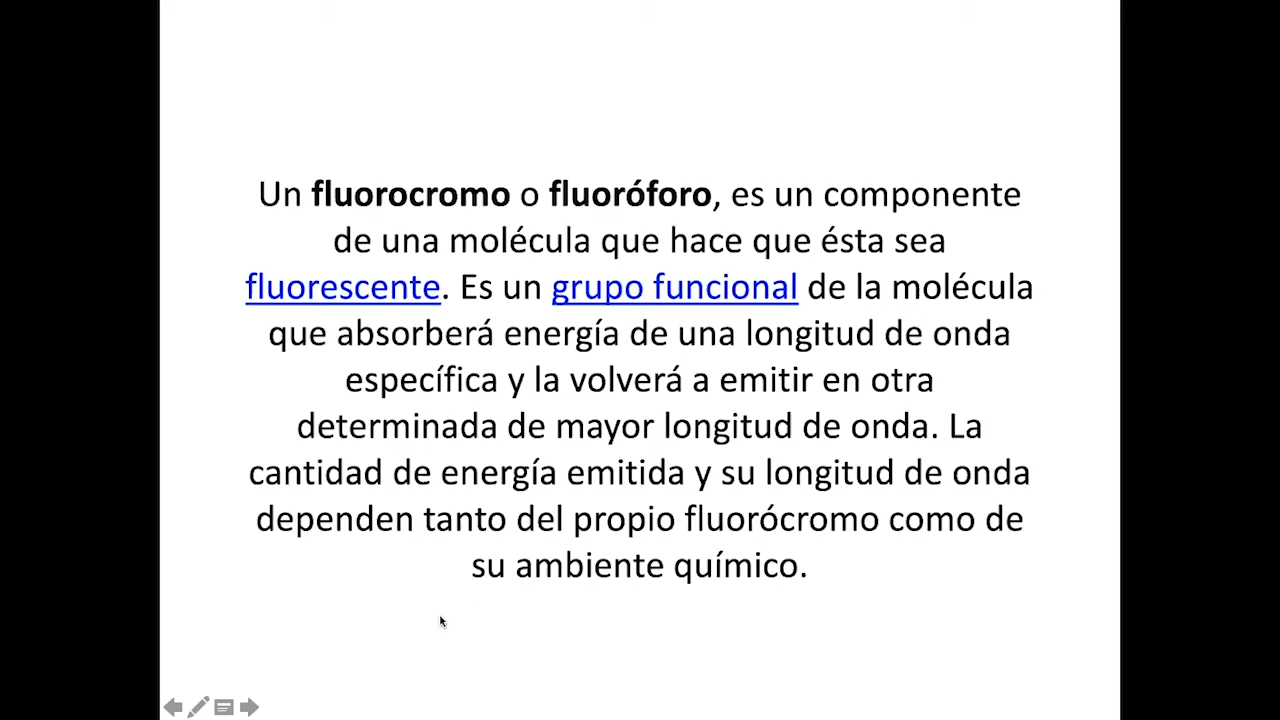 Un fluorocromo o fluoróforo, es un componente
de una molécula que hace que ésta sea
fluorescente. Es un grupo funcional de la molécula
que absorberá energía de una longitud de onda
específica y la volverá a emitir en otra
determinada de mayor longitud de onda. La
cantidad de energía emitida y su longitud de onda
dependen tanto del propio fluorócromo como de
su ambiente químico.